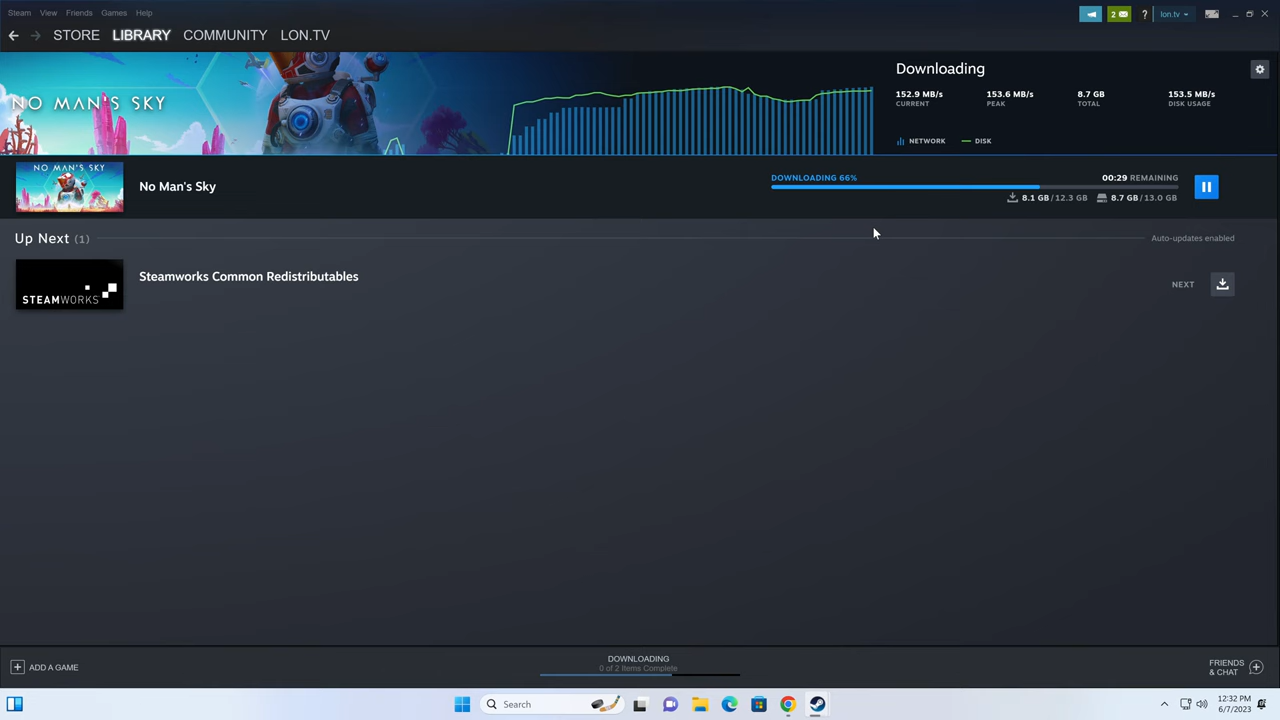 Steam View Friends Games Help
2 ? lon.tv
STORE LIBRARY COMMUNITY LON.TV
NO MAN'S SKY
Downloading
152.9 MB/s 153.6 MB/s 8.7 GB 153.5 MB/s
CURRENT PEAK TOTAL DISK USAGE
NETWORK DISK
NO MAN'S SKY
No Man's Sky
DOWNLOADING 66% 00:29 REMAINING
8.1 GB/12.3 GB 8.7 GB/13.0 GB
Up Next (1) Auto-updates enabled
STEAMWORKS
Steamworks Common Redistributables
NEXT
ADD A GAME
DOWNLOADING
0 of 2 Items Complete
FRIENDS
& CHAT
Search
12:32 PM
6/7/2023